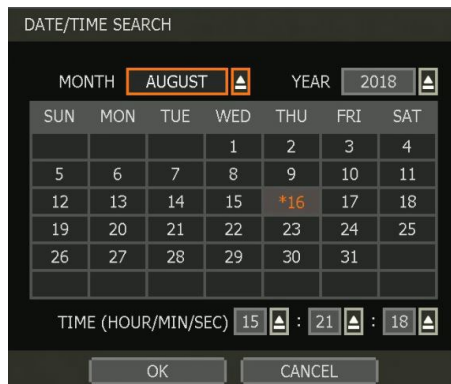 DATE/TIME SEARCH
MONTH AUGUST YEAR 2018
SUN MON TUE WED THU FRI SAT
1 2 3 4
5 6 7 8 9 10 11
12 13 14 15 *16 17 18
19 20 21 22 23 24 25
26 27 28 29 30 31
TIME (HOUR/MIN/SEC) 15 : 21 : 18
OK CANCEL